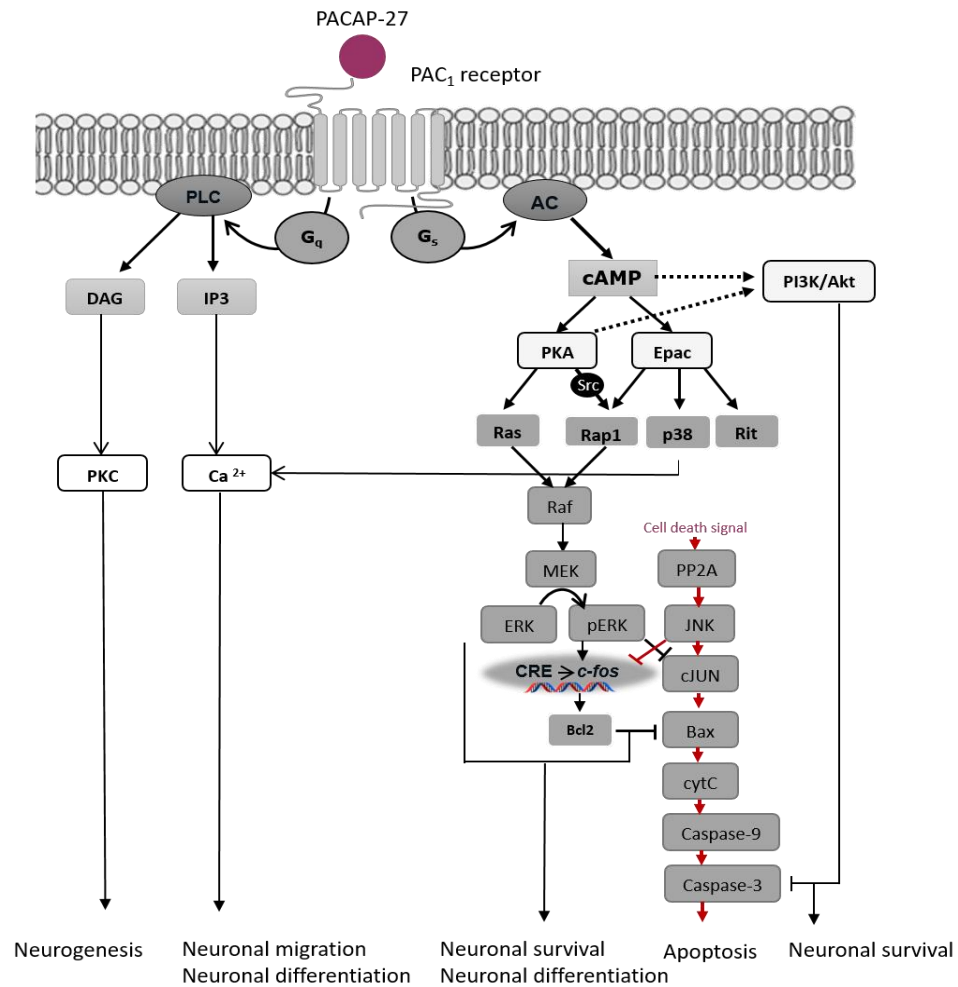 PACAP-27
PAC1 receptor
PLC
AC
Gq
Gs
cAMP
PI3K/Akt
DAG
IP3
PKA
Epac
Src
Ras
Rap1
p38
Rit
PKC
Ca 2+
Raf
Cell death signal
MEK
PP2A
ERK
pERK
JNK
CRE → c-fos
cJUN
Bcl2
Bax
cytC
Caspase-9
Caspase-3
Neurogenesis
Neuronal migration
Neuronal differentiation
Neuronal survival
Neuronal differentiation
Apoptosis
Neuronal survival